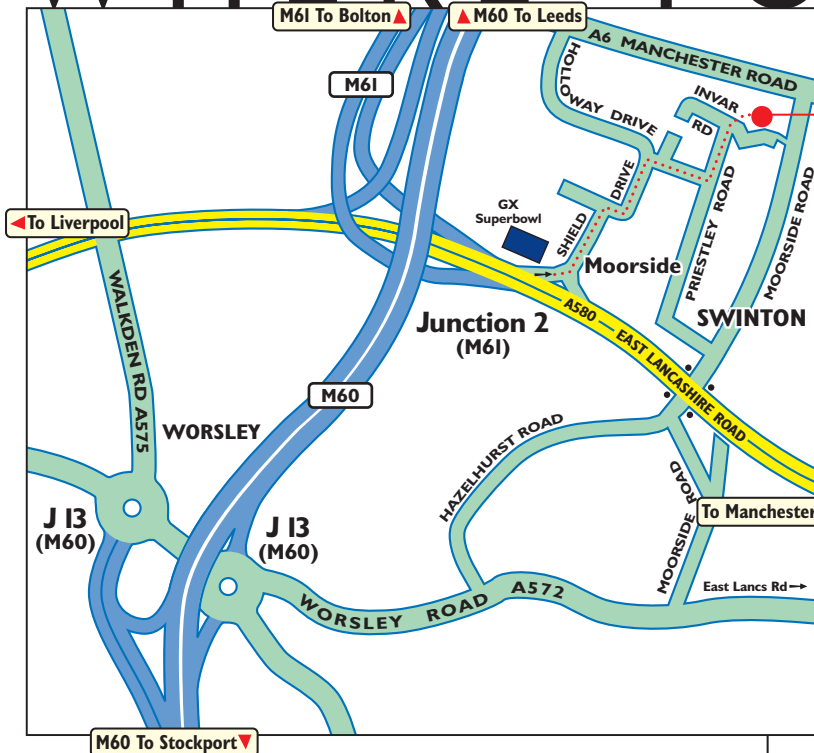 M61 To Bolton
M60 To Leeds
A6 MANCHESTER ROAD
HOLLO
WAY DRIVE
M61
INVAR
RD
To Liverpool
GX
Superbowl
SHIELD
DRIVE
PRIESTLEY ROAD
MOORSIDE ROAD
Moorside
SWINTON
Junction 2
(M61)
A580
EAST LANCASHIRE ROAD
WALKDEN RD A575
M60
WORSLEY
HAZELHURST ROAD
MOORSIDE ROAD
To Manchester
J 13
(M60)
J 13
(M60)
East Lancs Rd
WORSLEY ROAD A572
M60 To Stockport